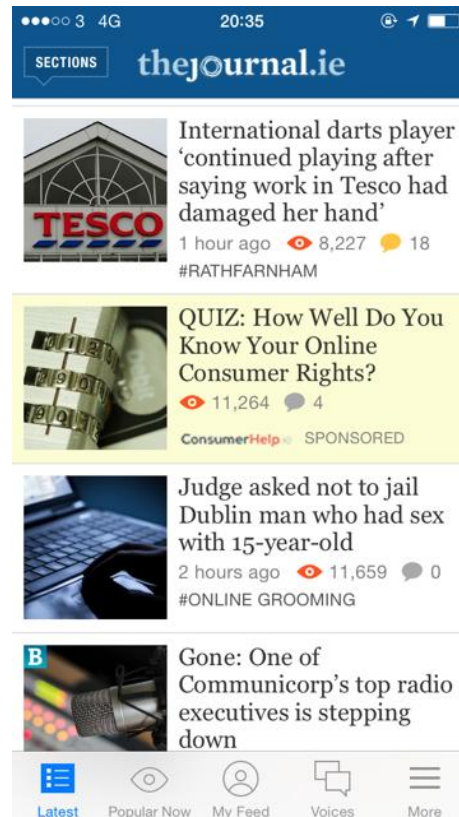 3 4G 20:35
SECTIONS
thejournal.ie
TESCO
International darts player
‘continued playing after
saying work in Tesco had
damaged her hand’
1 hour ago 8,227 18
#RATHFARNHAM
QUIZ: How Well Do You
Know Your Online
Consumer Rights?
11,264 4
ConsumerHelp.ie SPONSORED
Judge asked not to jail
Dublin man who had sex
with 15-year-old
2 hours ago 11,659 0
#ONLINE GROOMING
B
Gone: One of
Communicorp’s top radio
executives is stepping
down
Latest Popular Now My Feed Voices More